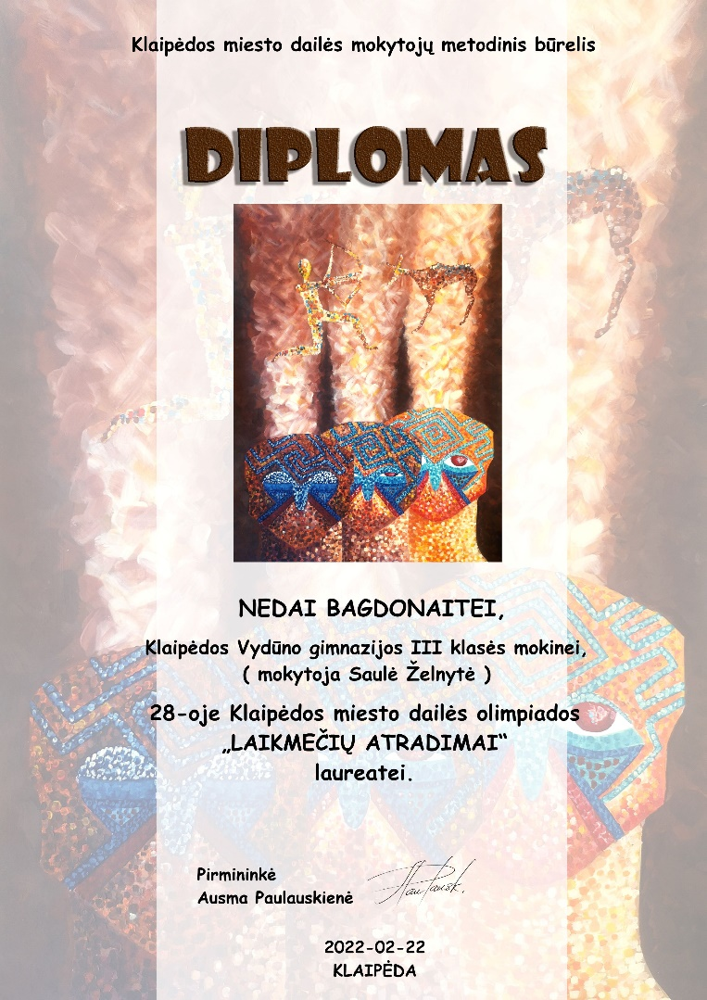 Klaipėdos miesto dailės mokytojų metodinis būrelis
DIPLOMAS
NEDAI BAGDONAITEI,
Klaipėdos Vydūno gimnazijos III klasės mokinei,
( mokytoja Saulė Želnytė )
28-oje Klaipėdos miesto dailės olimpiados
„LAIKMEČIŲ ATRADIMAI“
laureatei.
Pirmininkė
Ausma Paulauskienė
2022-02-22
KLAIPĖDA